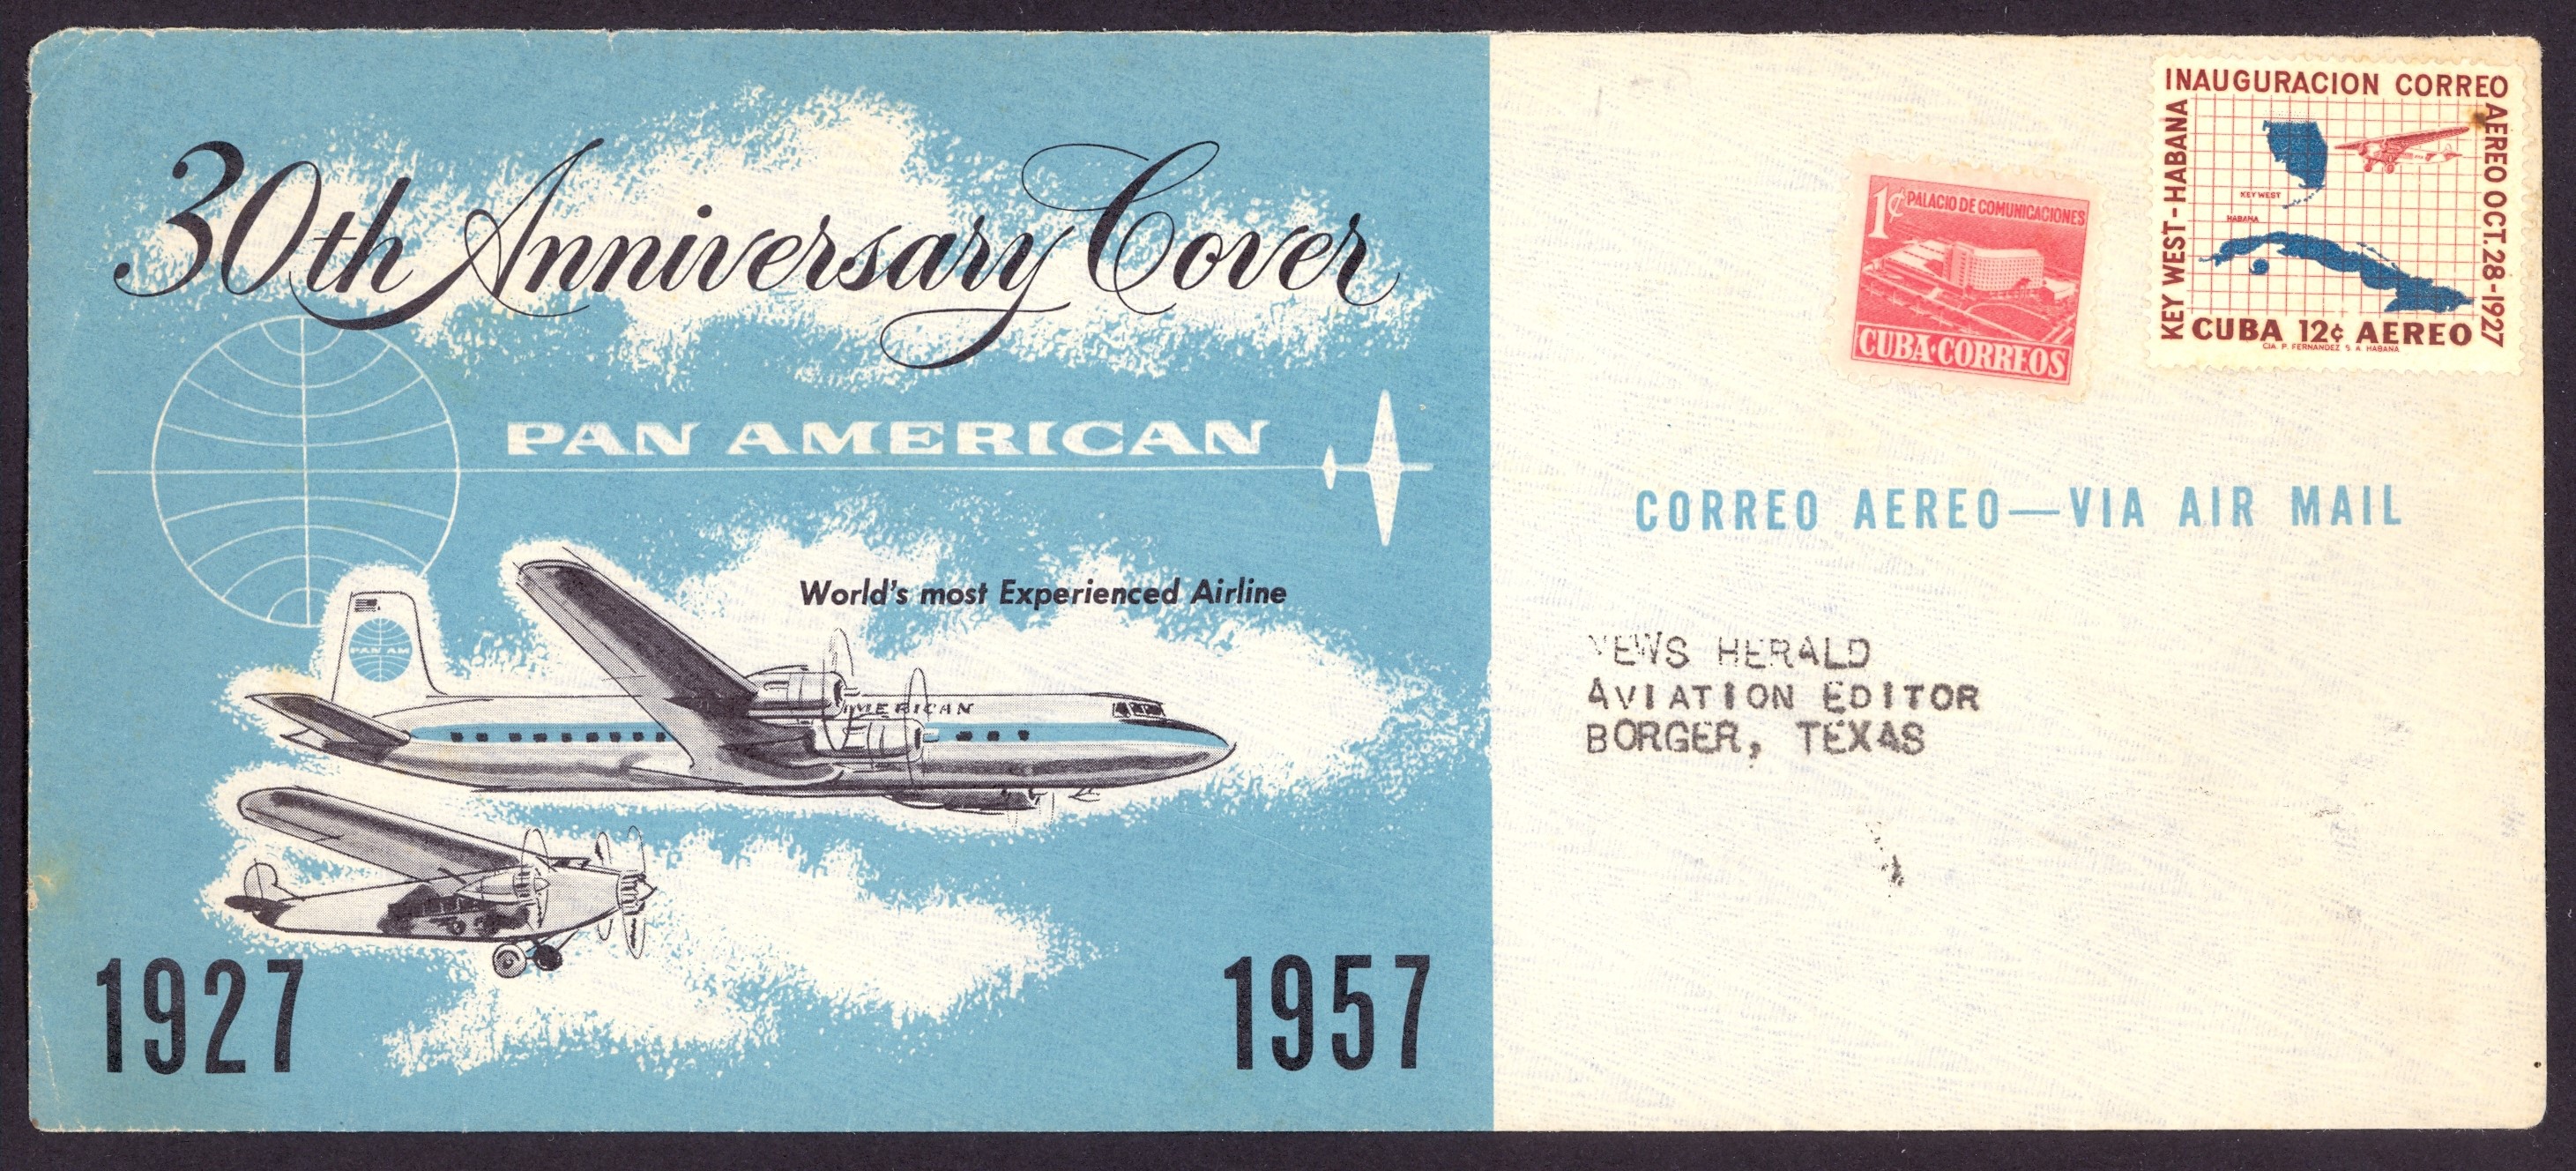 30th Anniversary Cover
PAN AMERICAN
World's most Experienced Airline
PAN AM
AMERICAN
1927
1957
1¢ PALACIO DE COMUNICACIONES
CUBA·CORREOS
INAUGURACION CORREO
AEREO OCT. 28-1927
KEY WEST-HABANA
KEY WEST
HABANA
CUBA 12¢ AEREO
CIA. P. FERNANDEZ S. A. HABANA
CORREO AEREO—VIA AIR MAIL
NEWS HERALD
AVIATION EDITOR
BORGER, TEXAS